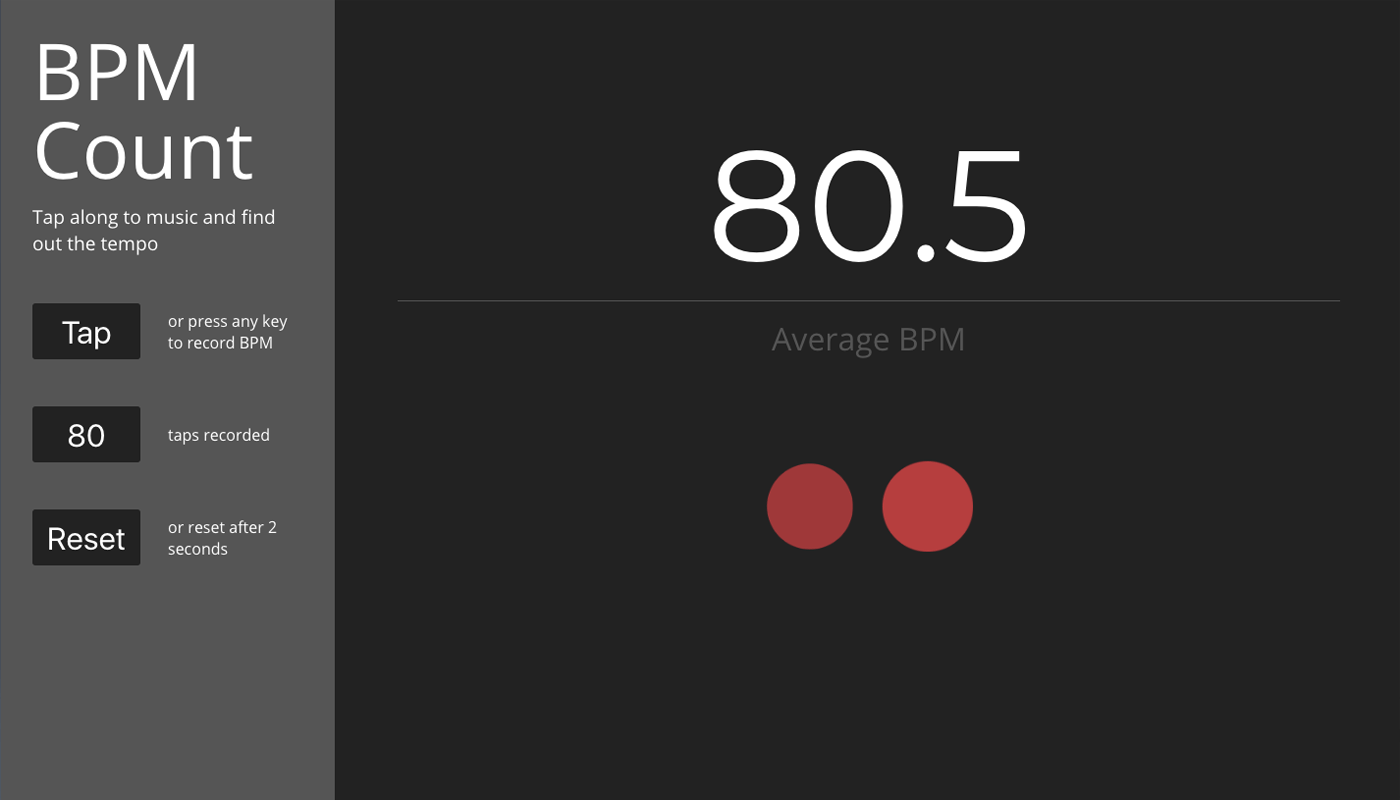 BPM
Count
Tap along to music and find
out the tempo
Tap
or press any key
to record BPM
80
taps recorded
Reset
or reset after 2
seconds
80.5
Average BPM